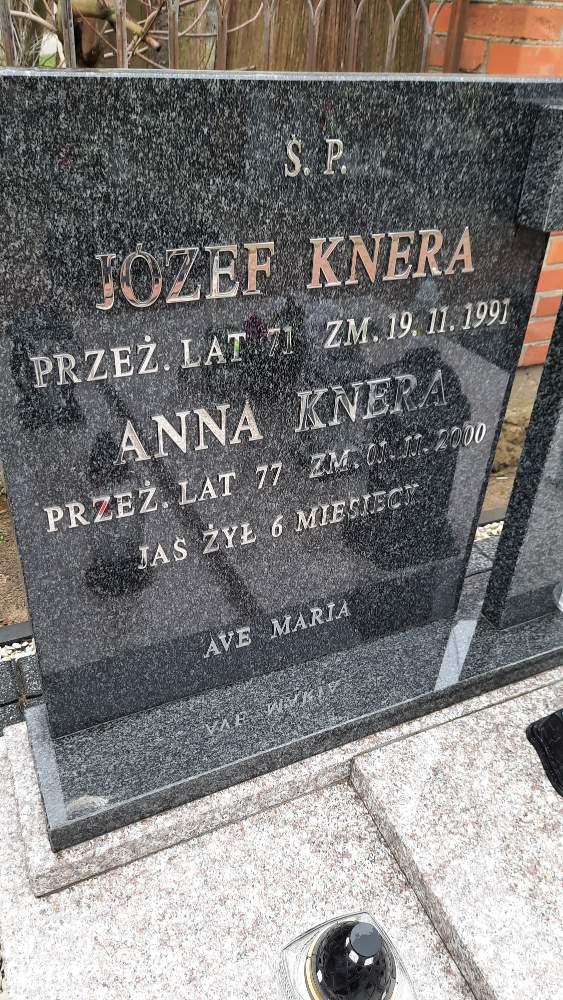 Ś. P.
JÓZEF KNERA
PRZEŻ. LAT 71 ZM. 19. 11. 1991
ANNA KNERA
PRZEŻ. LAT 77 ZM. 01. 11. 2000
JAŚ ŻYŁ 6 MIESIĘCY
AVE MARIA